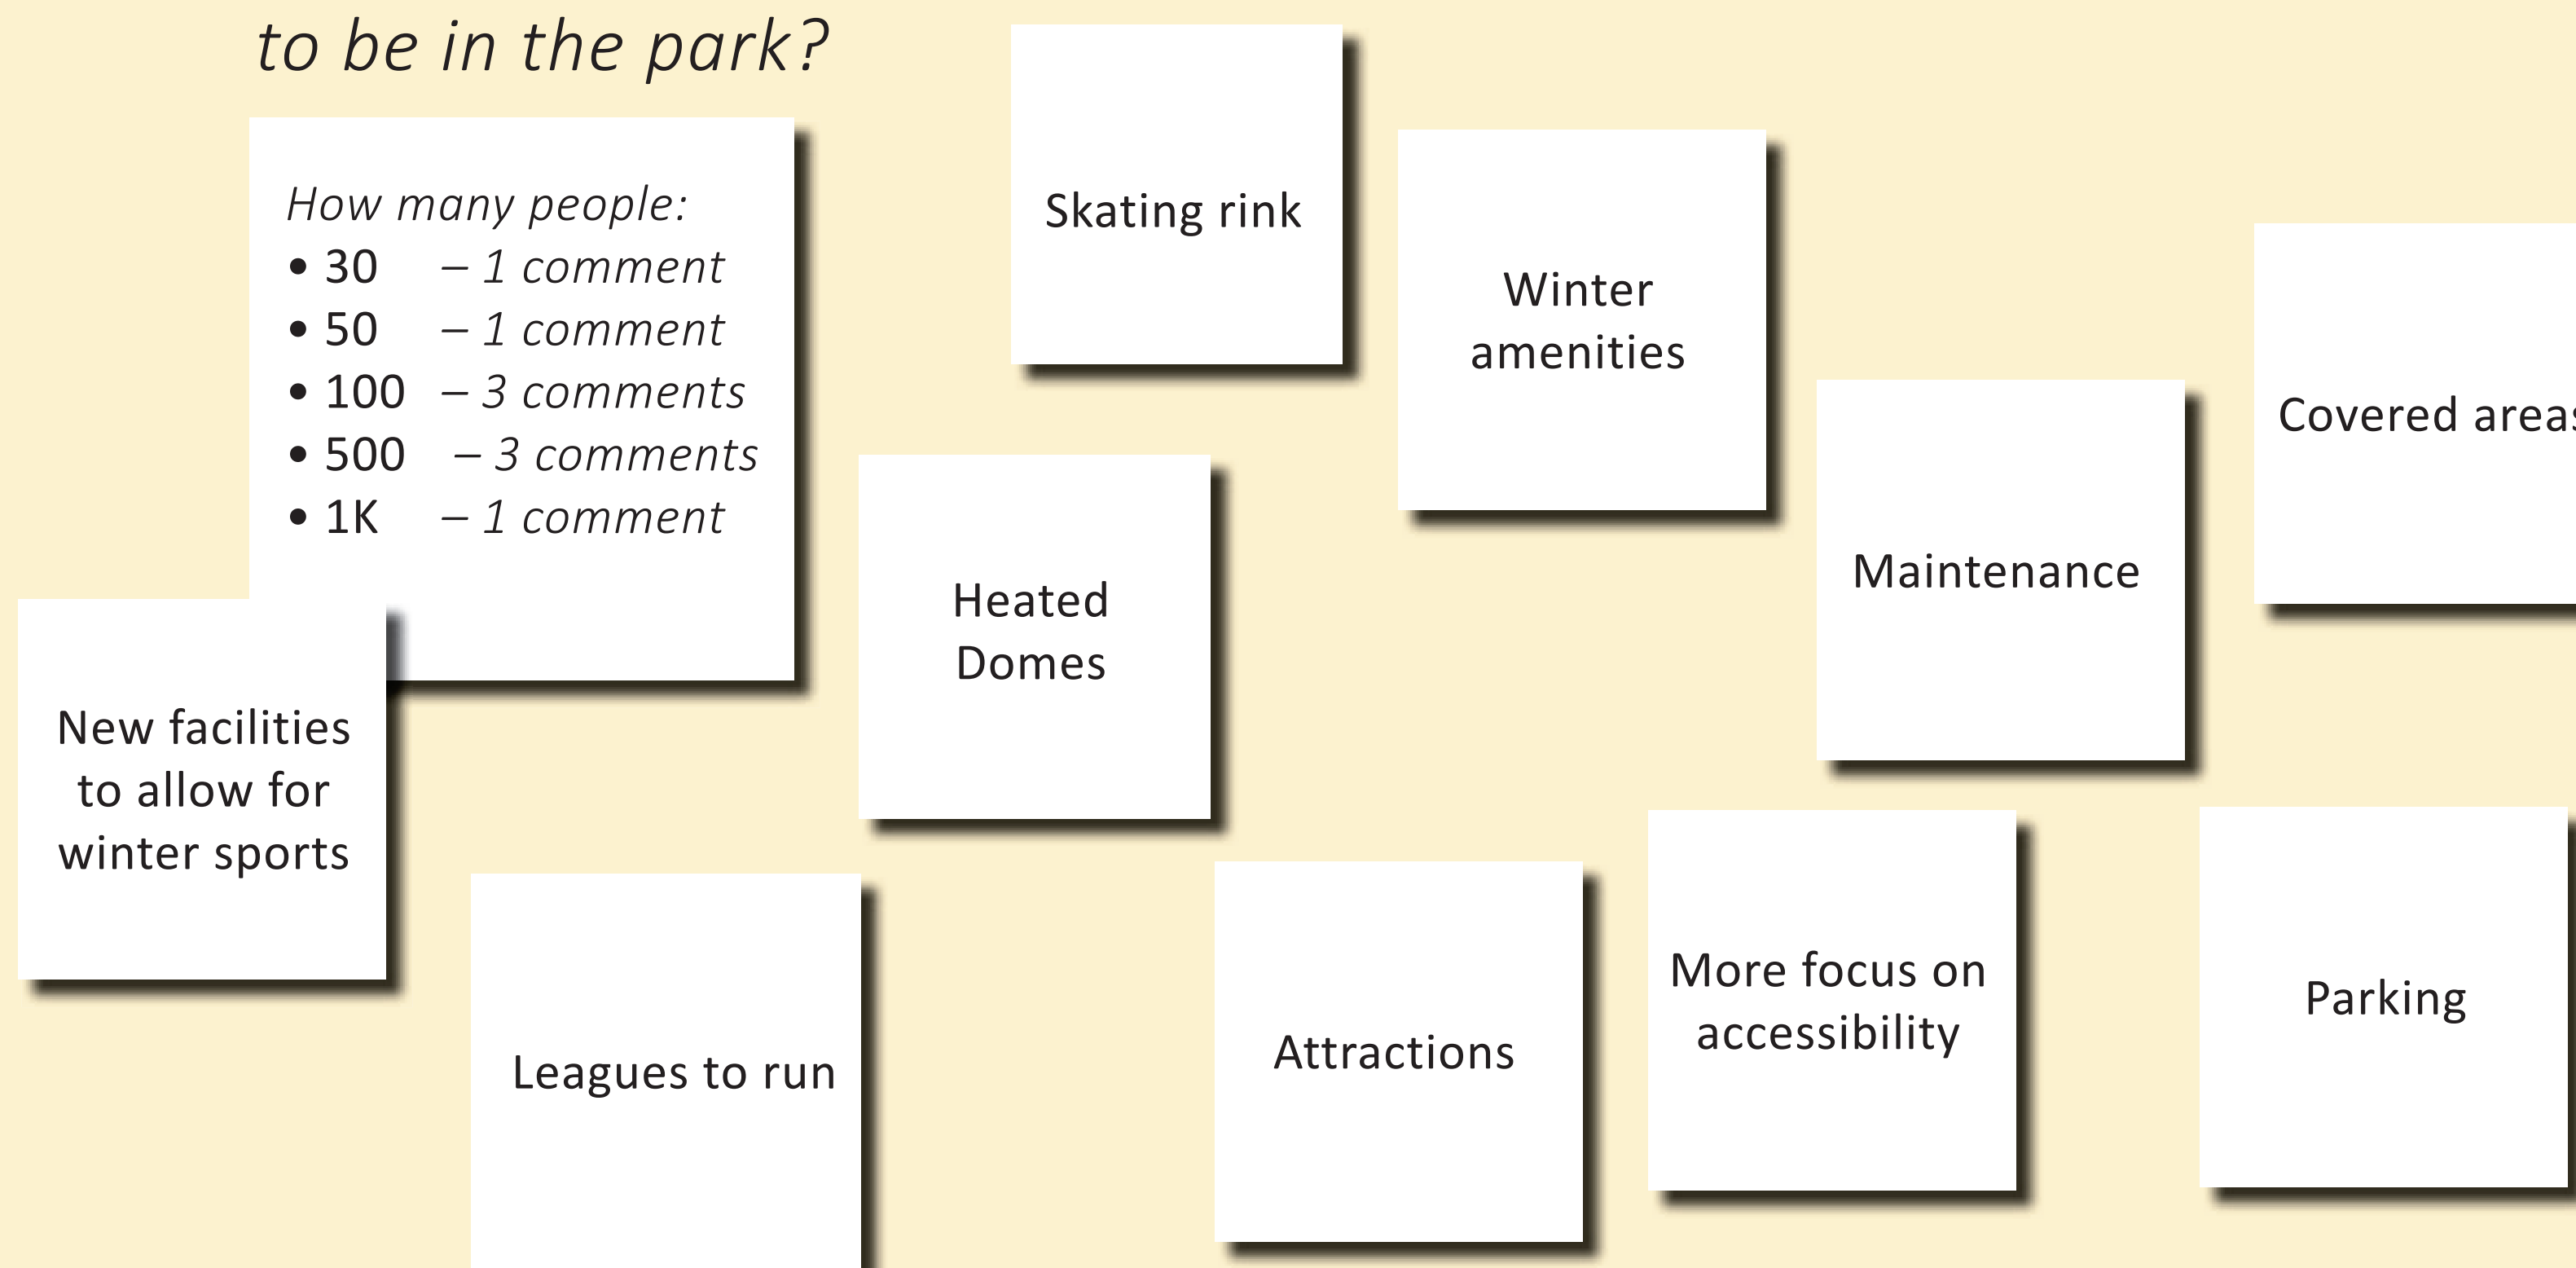 to be in the park?
How many people:
• 30 – 1 comment
• 50 – 1 comment
• 100 – 3 comments
• 500 – 3 comments
• 1K – 1 comment
Skating rink
Winter
amenities
Covered areas
Maintenance
Heated
Domes
New facilities
to allow for
winter sports
Leagues to run
Attractions
More focus on
accessibility
Parking